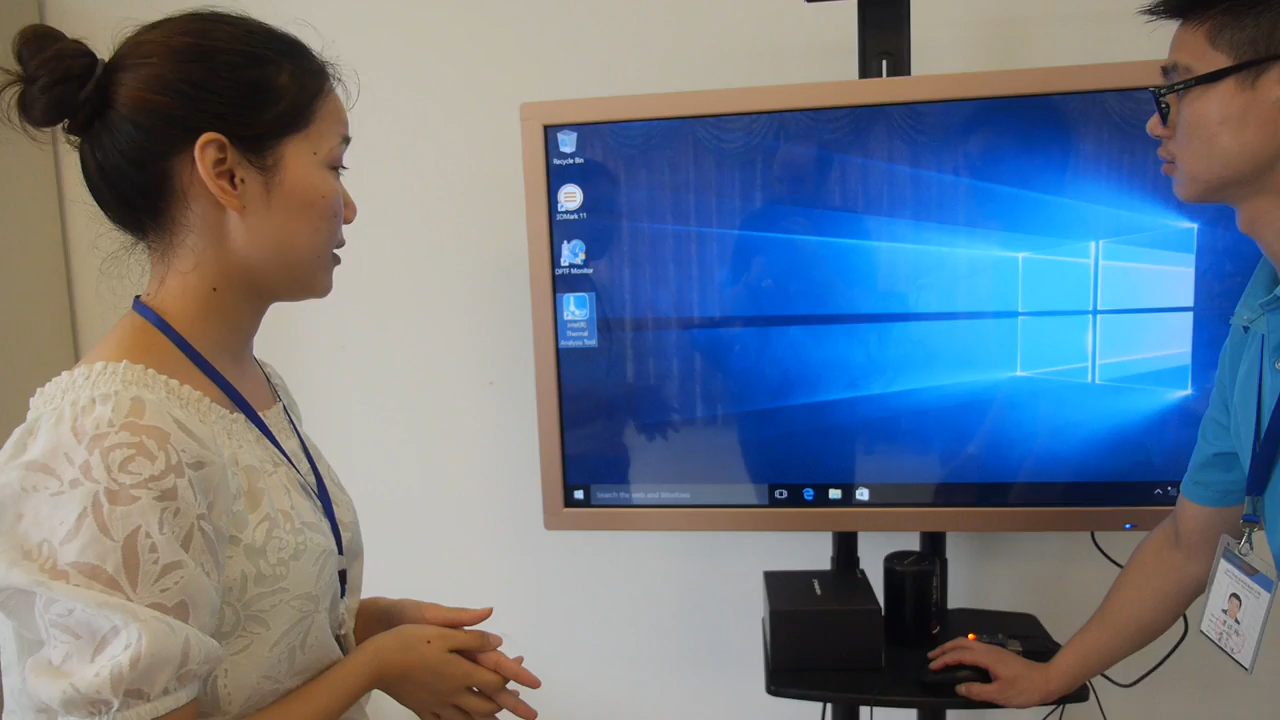 Recycle Bin
3DMark 11
DPTF Monitor
Intel(R)
Thermal
Analysis Tool
Search the web and Windows